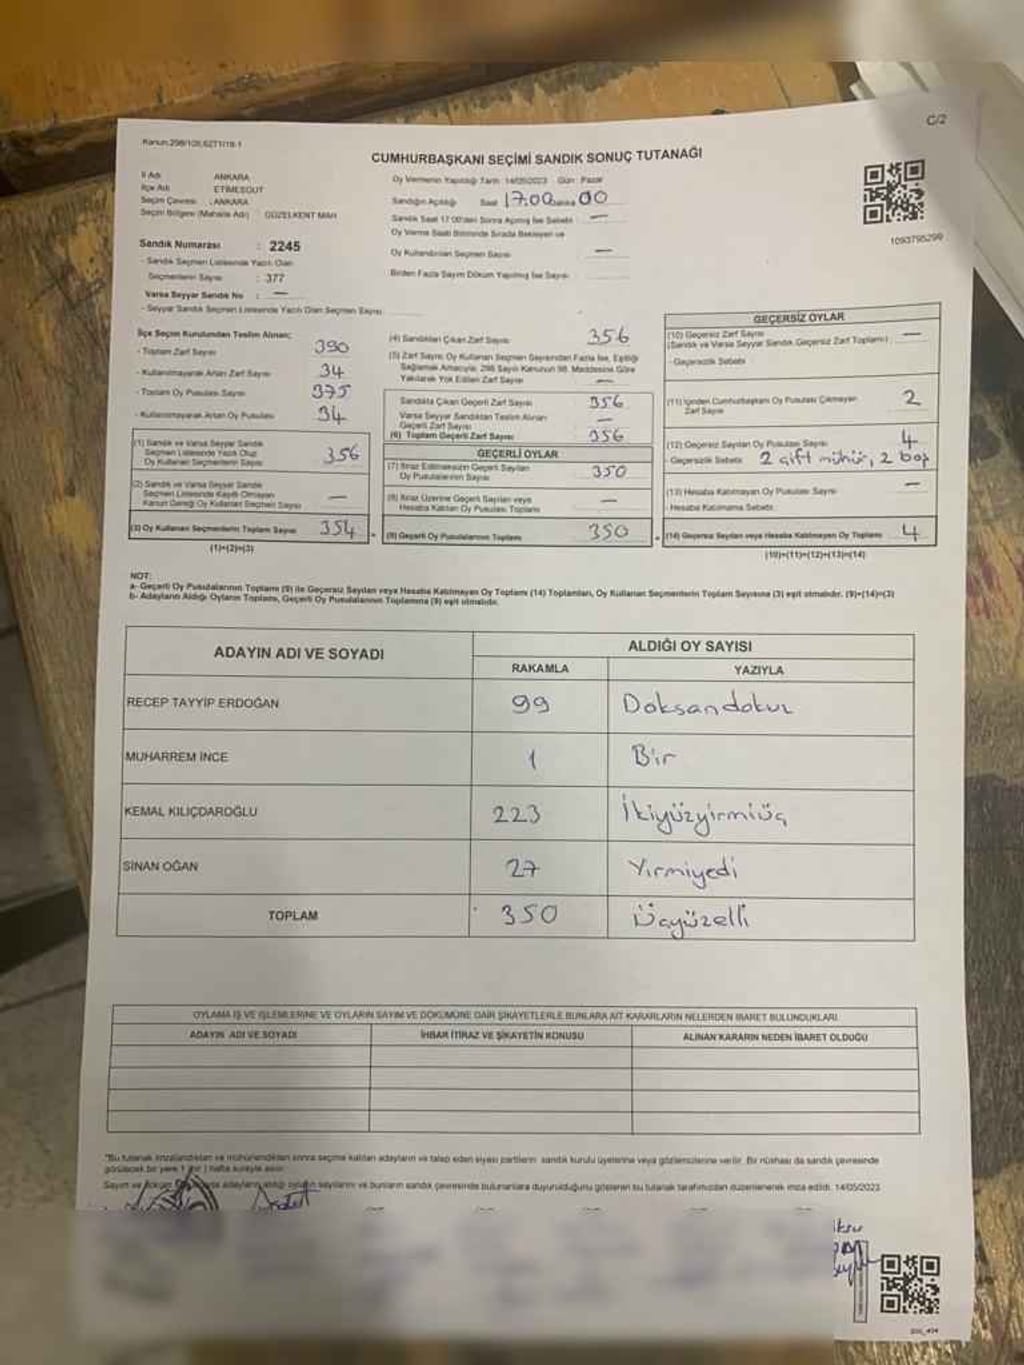 Kanun:298/105,6271/18-1
C/2
CUMHURBAŞKANI SEÇİMİ SANDIK SONUÇ TUTANAĞI
İl Adı ANKARA
İlçe Adı ETİMESGUT
Seçim Çevresi : ANKARA
Seçim Bölgesi (Mahalle Adı) GÜZELKENT MAH
Sandık Numarası : 2245
- Sandık Seçmen Listesinde Yazılı Olan
Seçmenlerin Sayısı : 377
Varsa Seyyar Sandık No : —
- Seyyar Sandık Seçmen Listesinde Yazılı Olan Seçmen Sayısı
Oy Vermenin Yapıldığı Tarih: 14/05/2023 Gün: Pazar
Sandığın Açıldığı Saat 17:00 00
Sandık Saat 17:00'den Sonra Açılmış İse Sebebi —
Oy Verme Saati Bitiminde Sırada Bekleyen ve
Oy Kullandırılan Seçmen Sayısı —
Birden Fazla Sayım Döküm Yapılmış İse Sayısı
1093795299
İlçe Seçim Kurulundan Teslim Alınan;
- Toplam Zarf Sayısı 390
- Kullanılmayarak Artan Zarf Sayısı 34
- Toplam Oy Pusulası Sayısı 375
- Kullanılmayarak Artan Oy Pusulası 34
(1) Sandık ve Varsa Seyyar Sandık
Seçmen Listesinde Yazılı Olup
Oy Kullanan Seçmenlerin Sayısı 356
(2) Sandık ve Varsa Seyyar Sandık
Seçmen Listesinde Kayıtlı Olmayan
Kanun Gereği Oy Kullanan Seçmen Sayısı —
(3) Oy Kullanan Seçmenlerin Toplam Sayısı 354
(1)+(2)=(3)
(4) Sandıktan Çıkan Zarf Sayısı 356
(5) Zarf Sayısı Oy Kullanan Seçmen Sayısından Fazla İse, Eşitliği
Sağlamak Amacıyla, 298 Sayılı Kanunun 98. Maddesine Göre
Yakılarak Yok Edilen Zarf Sayısı —
Sandıkta Çıkan Geçerli Zarf Sayısı 356
Varsa Seyyar Sandıktan Teslim Alınan
Geçerli Zarf Sayısı —
(6) Toplam Geçerli Zarf Sayısı 356
GEÇERLİ OYLAR
(7) İtiraz Edilmeksizin Geçerli Sayılan
Oy Pusulalarının Sayısı 350
(8) İtiraz Üzerine Geçerli Sayılan veya
Hesaba Katılan Oy Pusulası Toplamı —
(9) Geçerli Oy Pusulalarının Toplamı 350
GEÇERSİZ OYLAR
(10) Geçersiz Zarf Sayısı —
(Sandık ve Varsa Seyyar Sandık Geçersiz Zarf Toplamı)
- Geçersizlik Sebebi
(11) İçinden Cumhurbaşkanı Oy Pusulası Çıkmayan
Zarf Sayısı 2
(12) Geçersiz Sayılan Oy Pusulası Sayısı 4
- Geçersizlik Sebebi 2 çift mühür, 2 boş
(13) Hesaba Katılmayan Oy Pusulası Sayısı —
- Hesaba Katılmama Sebebi
(14) Geçersiz Sayılan veya Hesaba Katılmayan Oy Toplamı 4
(10)+(11)+(12)+(13)=(14)
NOT:
a- Geçerli Oy Pusulalarının Toplamı (9) ile Geçersiz Sayılan veya Hesaba Katılmayan Oy Toplamı (14) Toplamları, Oy Kullanan Seçmenlerin Toplam Sayısına (3) eşit olmalıdır. (9)+(14)=(3)
b- Adayların Aldığı Oyların Toplamı, Geçerli Oy Pusulalarının Toplamına (9) eşit olmalıdır.
ADAYIN ADI VE SOYADI
ALDIĞI OY SAYISI
RAKAMLA YAZIYLA
RECEP TAYYİP ERDOĞAN 99 Doksandokuz
MUHARREM İNCE 1 Bir
KEMAL KILIÇDAROĞLU 223 İkiyüzyirmiüç
SİNAN OĞAN 27 Yirmiyedi
TOPLAM 350 Üçyüzelli
OYLAMA İŞ VE İŞLEMLERİNE VE OYLARIN SAYIM VE DÖKÜMÜNE DAİR ŞİKAYETLERLE BUNLARA AİT KARARLARIN NELERDEN İBARET BULUNDUKLARI
ADAYIN ADI VE SOYADI İHBAR İTİRAZ VE ŞİKAYETİN KONUSU ALINAN KARARIN NEDEN İBARET OLDUĞU
"Bu tutanak imzalandıktan ve mühürlendikten sonra seçime katılan adayların ve talep eden siyasi partilerin sandık kurulu üyelerine veya gözlemcilerine verilir. Bir nüshası da sandık çevresinde
görülecek bir yere 1 (bir) hafta süreyle asılır.
Sayım ve döküm adayların aldığı oyların sayılarını ve bunların sandık çevresinde bulunanlara duyurulduğunu gösteren bu tutanak tarafımızdan düzenlenerek imza edildi. 14/05/2023